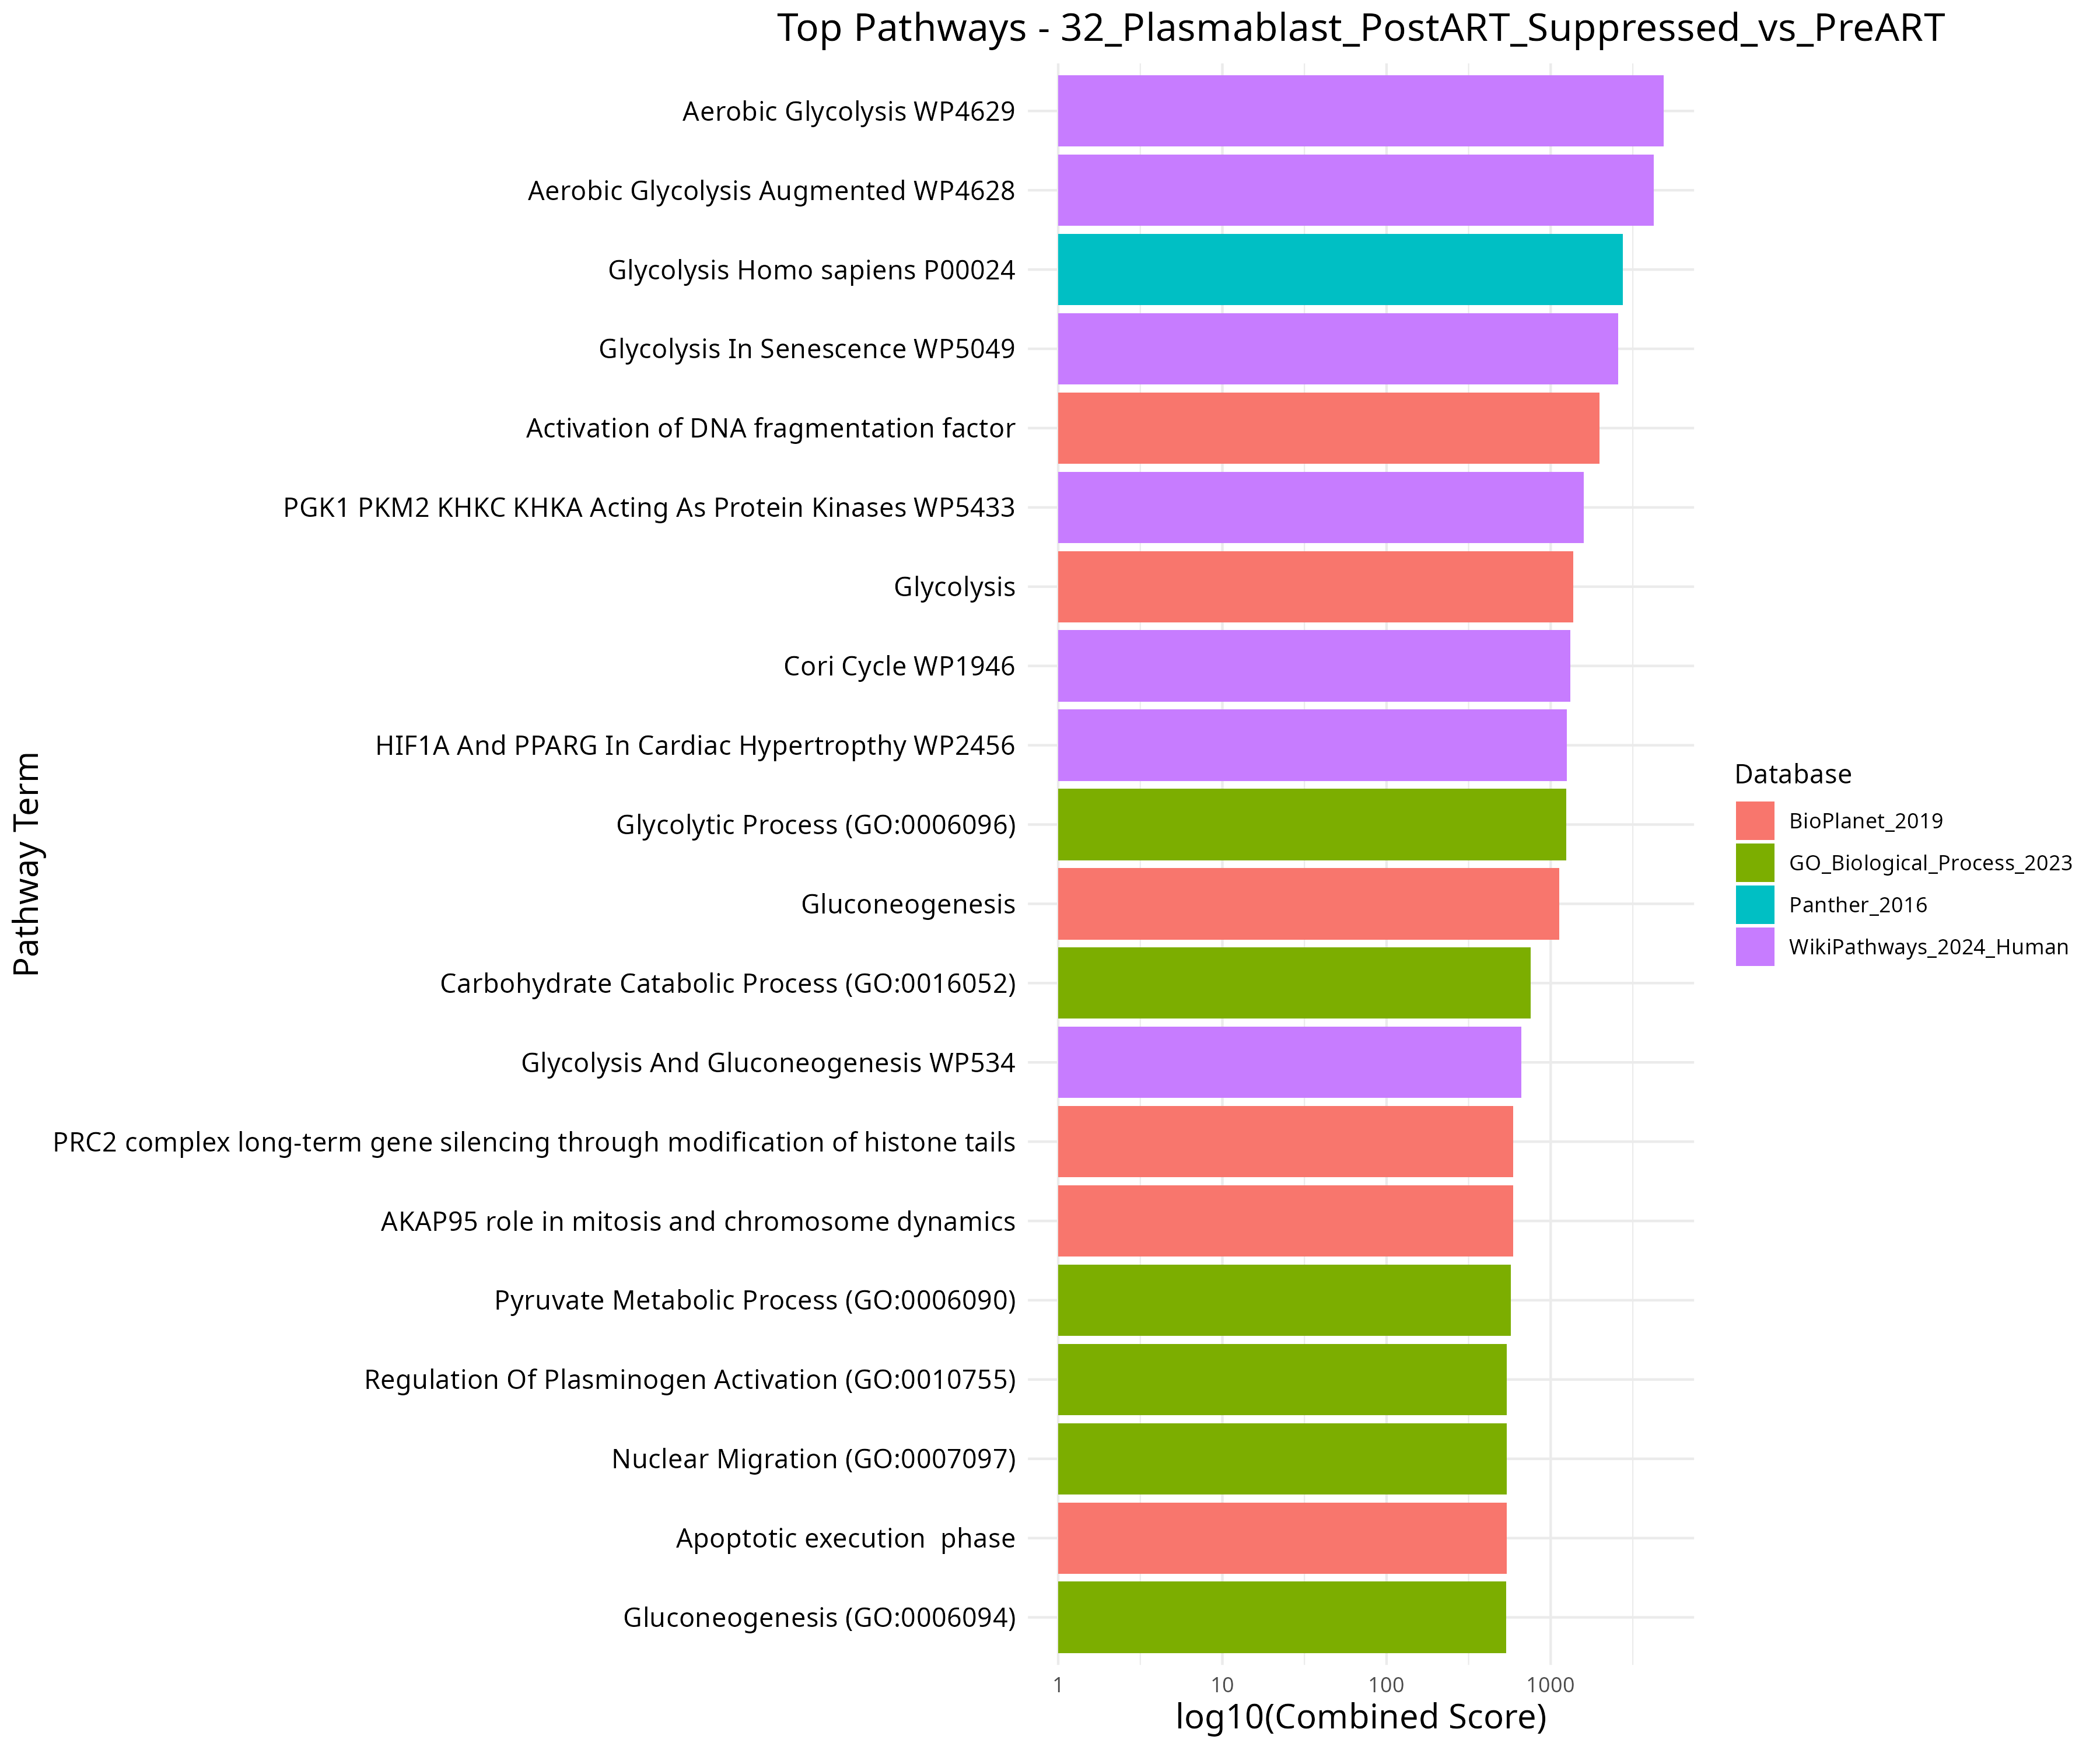 Top Pathways - 32_Plasmablast_PostART_Suppressed_vs_PreART
Pathway Term
Aerobic Glycolysis WP4629
Aerobic Glycolysis Augmented WP4628
Glycolysis Homo sapiens P00024
Glycolysis In Senescence WP5049
Activation of DNA fragmentation factor
PGK1 PKM2 KHKC KHKA Acting As Protein Kinases WP5433
Glycolysis
Cori Cycle WP1946
HIF1A And PPARG In Cardiac Hypertropthy WP2456
Glycolytic Process (GO:0006096)
Gluconeogenesis
Carbohydrate Catabolic Process (GO:0016052)
Glycolysis And Gluconeogenesis WP534
PRC2 complex long-term gene silencing through modification of histone tails
AKAP95 role in mitosis and chromosome dynamics
Pyruvate Metabolic Process (GO:0006090)
Regulation Of Plasminogen Activation (GO:0010755)
Nuclear Migration (GO:0007097)
Apoptotic execution  phase
Gluconeogenesis (GO:0006094)
1 10 100 1000
log10(Combined Score)
Database
BioPlanet_2019
GO_Biological_Process_2023
Panther_2016
WikiPathways_2024_Human